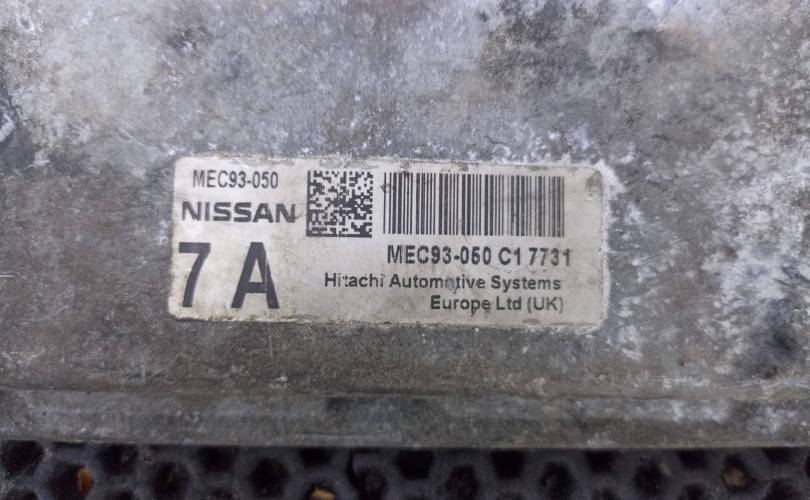 MEC93-050
NISSAN
7 A
MEC93-050 C1 7731
Hitachi Automotive Systems
Europe Ltd (UK)